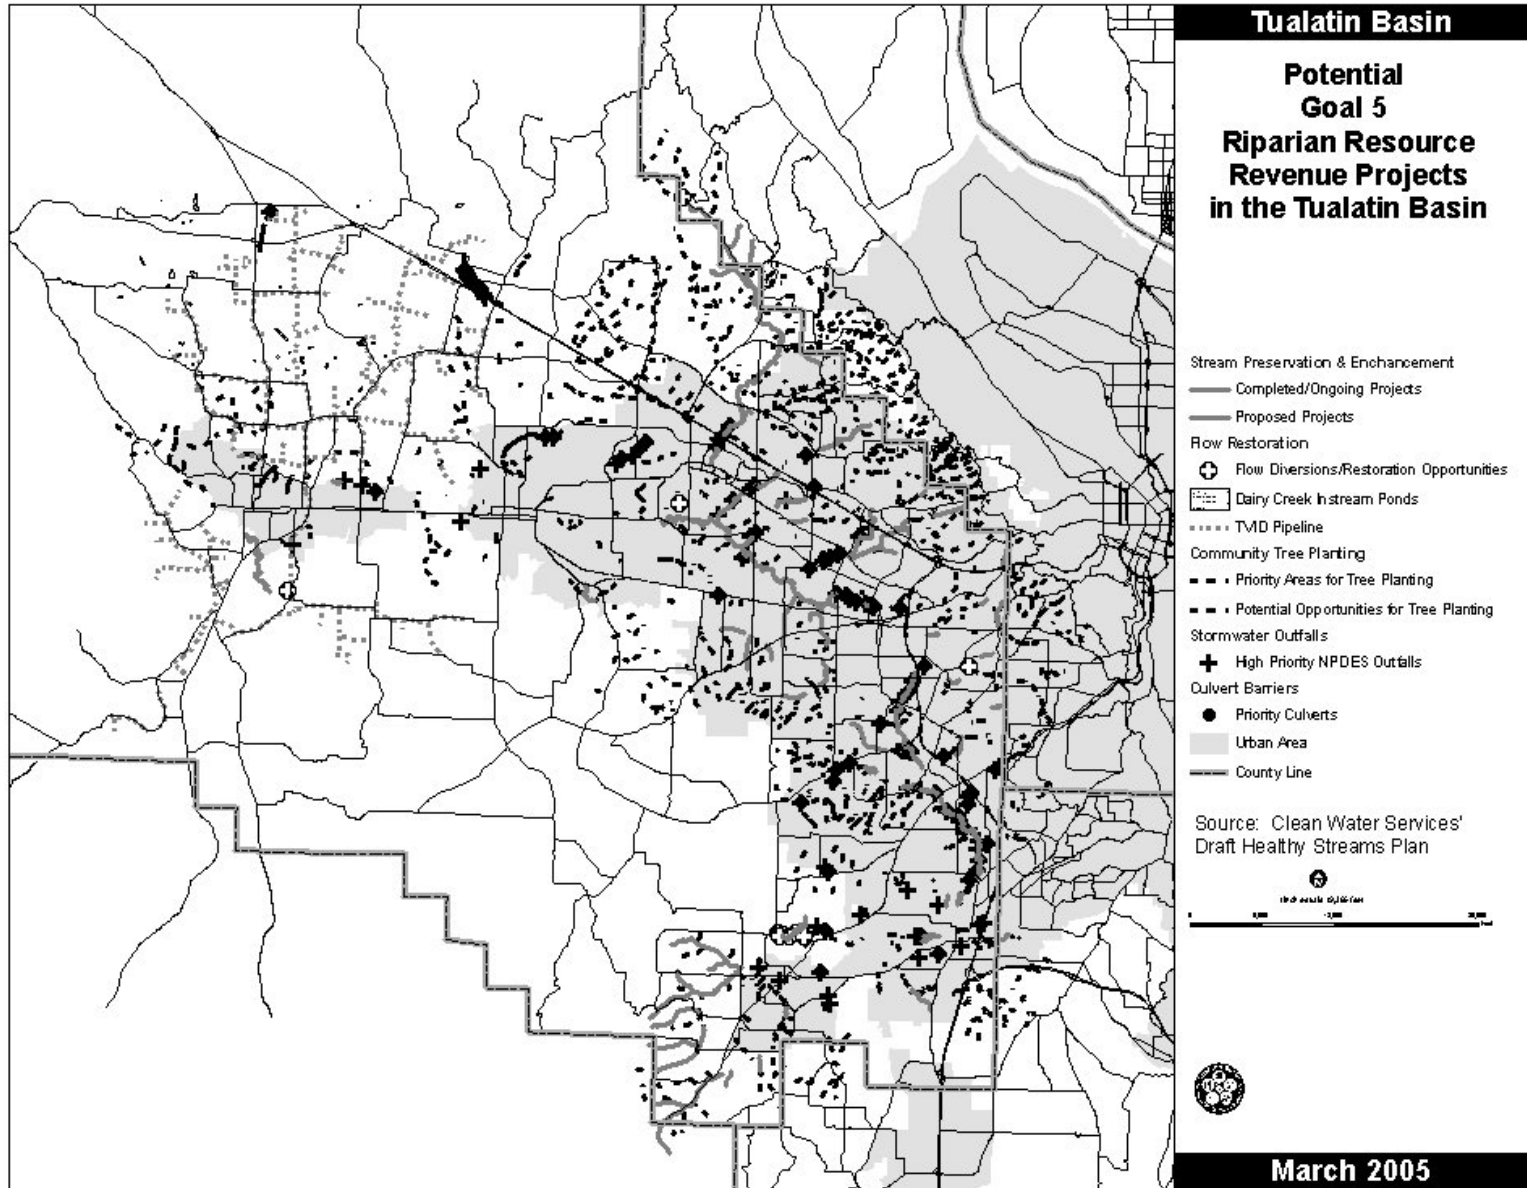 Tualatin Basin
Potential
Goal 5
Riparian Resource
Revenue Projects
in the Tualatin Basin
Stream Preservation & Enchancement
Completed/Ongoing Projects
Proposed Projects
Flow Restoration
Flow Diversions/Restoration Opportunities
Dairy Creek Instream Ponds
TVID Pipeline
Community Tree Planting
Priority Areas for Tree Planting
Potential Opportunities for Tree Planting
Stormwater Outfalls
High Priority NPDES Outfalls
Culvert Barriers
Priority Culverts
Urban Area
County Line
Source: Clean Water Services'
Draft Healthy Streams Plan
March 2005